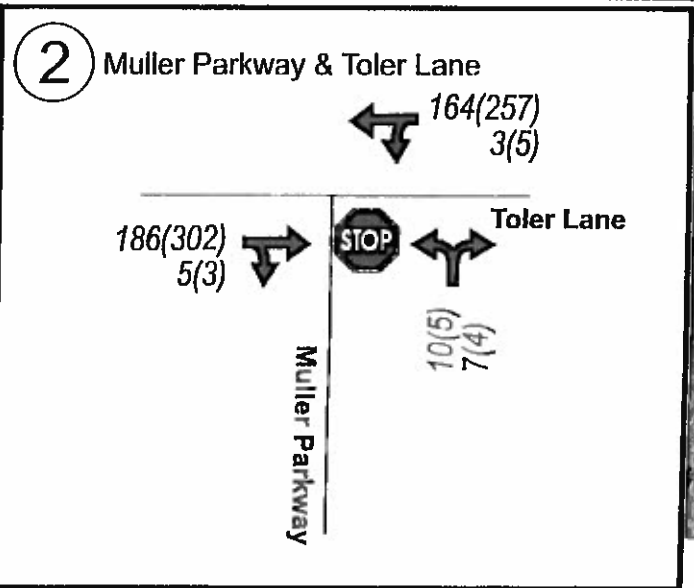 2
Muller Parkway & Toler Lane
164(257)
3(5)
186(302)
5(3)
STOP
Toler Lane
10(5)
7(4)
Muller Parkway